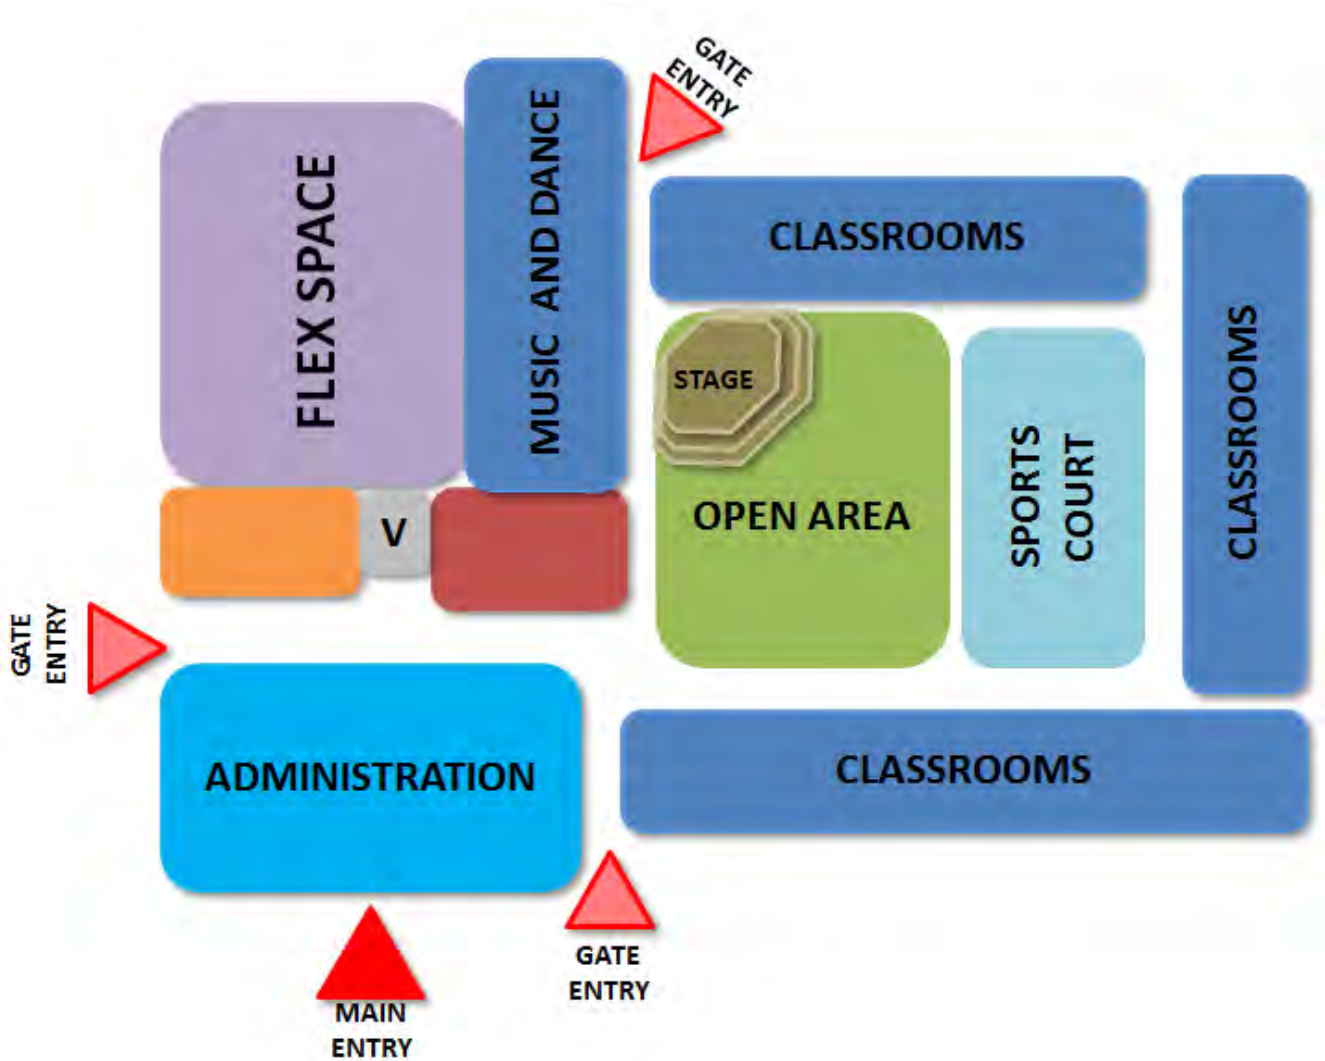 GATE
ENTRY
FLEX SPACE
MUSIC AND DANCE
CLASSROOMS
CLASSROOMS
STAGE
OPEN AREA
SPORTS
COURT
V
GATE
ENTRY
ADMINISTRATION
CLASSROOMS
MAIN
ENTRY
GATE
ENTRY